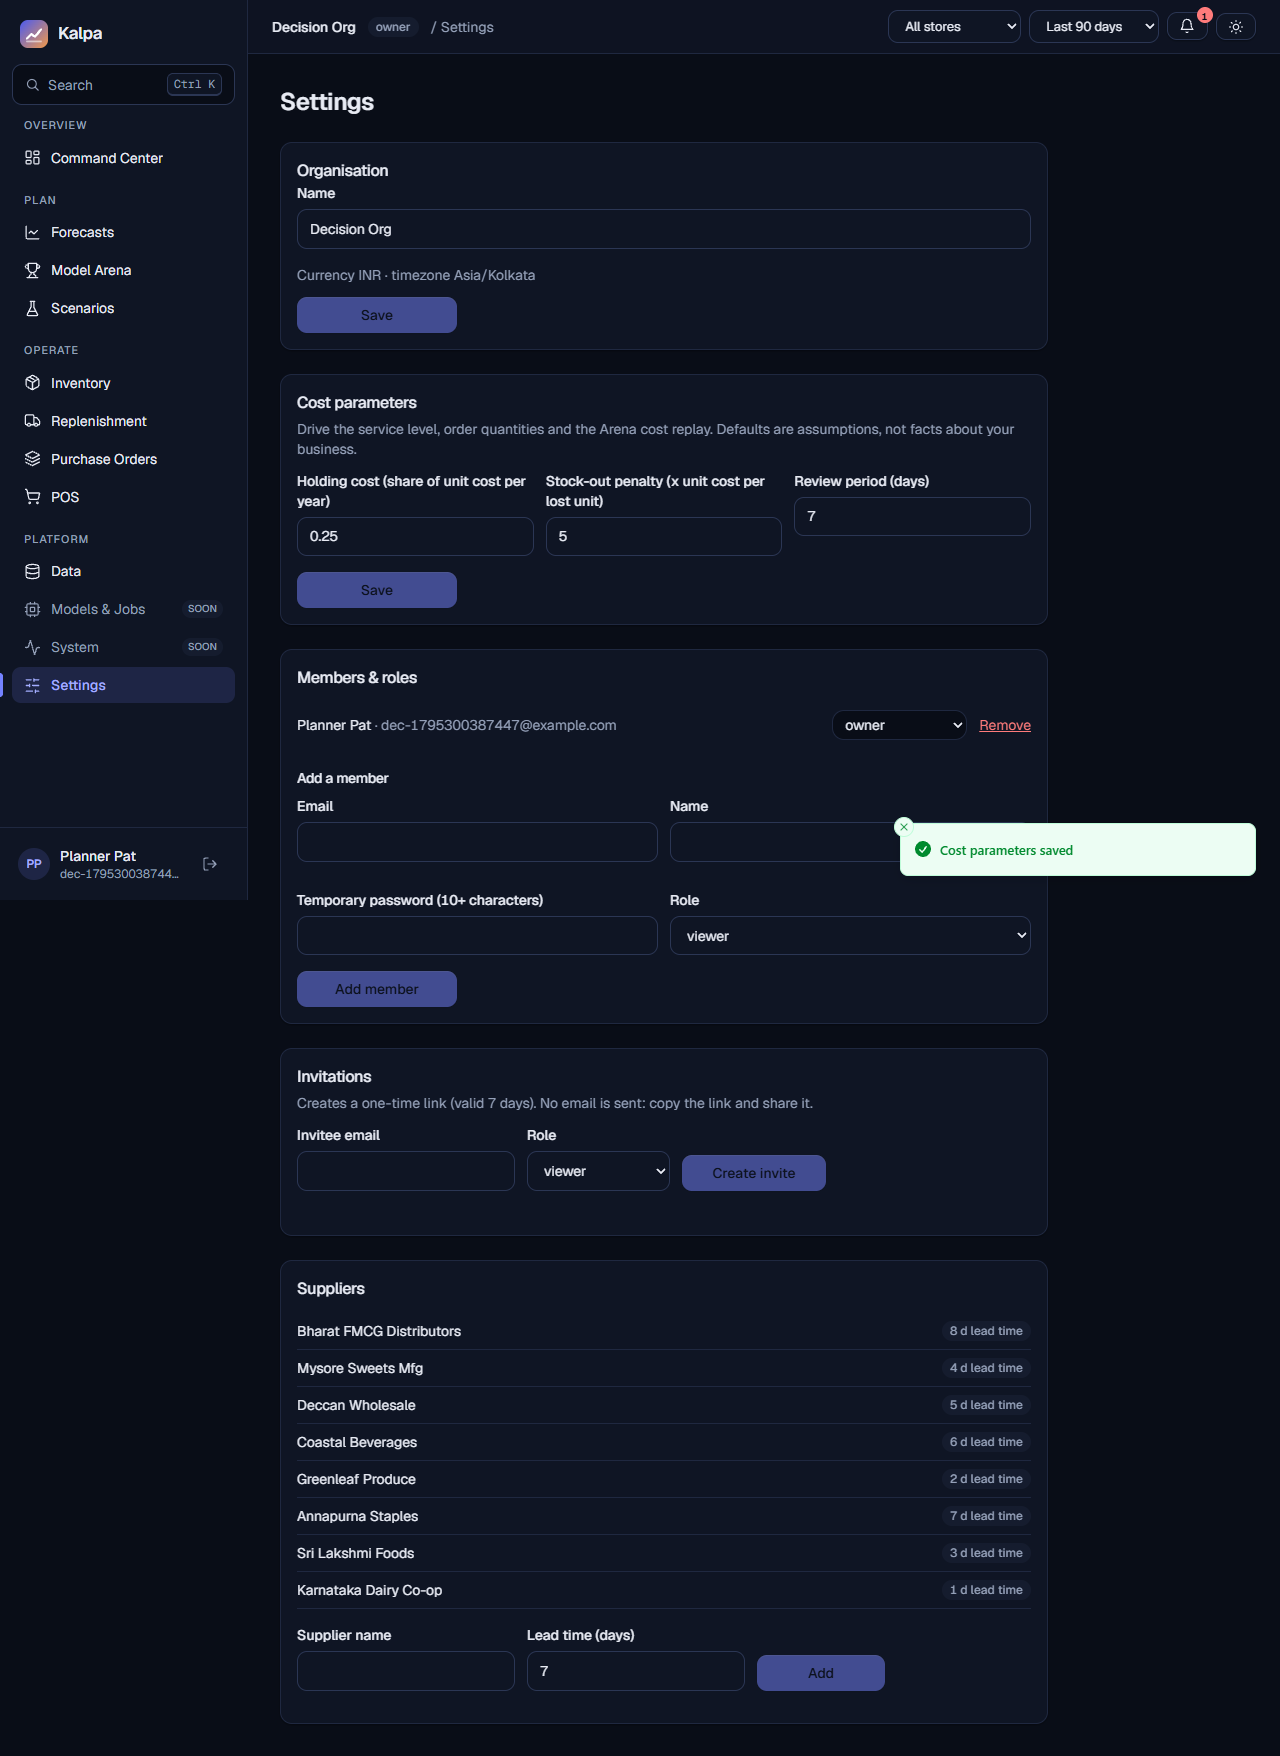 Kalpa
Search
Ctrl K
OVERVIEW
Command Center
PLAN
Forecasts
Model Arena
Scenarios
OPERATE
Inventory
Replenishment
Purchase Orders
POS
PLATFORM
Data
Models & Jobs SOON
System SOON
Settings
Planner Pat
PP
dec-179530038744...
Decision Org owner / Settings
All stores
Last 90 days
1
Settings
Organisation
Name
Decision Org
Currency INR · timezone Asia/Kolkata
Save
Cost parameters
Drive the service level, order quantities and the Arena cost replay. Defaults are assumptions, not facts about your
business.
Holding cost (share of unit cost per
year)
0.25
Stock-out penalty (x unit cost per
lost unit)
5
Review period (days)
7
Save
Members & roles
Planner Pat · dec-1795300387447@example.com
owner
Remove
Add a member
Email
Name
Cost parameters saved
Temporary password (10+ characters)
Role
viewer
Add member
Invitations
Creates a one-time link (valid 7 days). No email is sent: copy the link and share it.
Invitee email
Role
viewer
Create invite
Suppliers
Bharat FMCG Distributors 8 d lead time
Mysore Sweets Mfg 4 d lead time
Deccan Wholesale 5 d lead time
Coastal Beverages 6 d lead time
Greenleaf Produce 2 d lead time
Annapurna Staples 7 d lead time
Sri Lakshmi Foods 3 d lead time
Karnataka Dairy Co-op 1 d lead time
Supplier name
Lead time (days)
7
Add